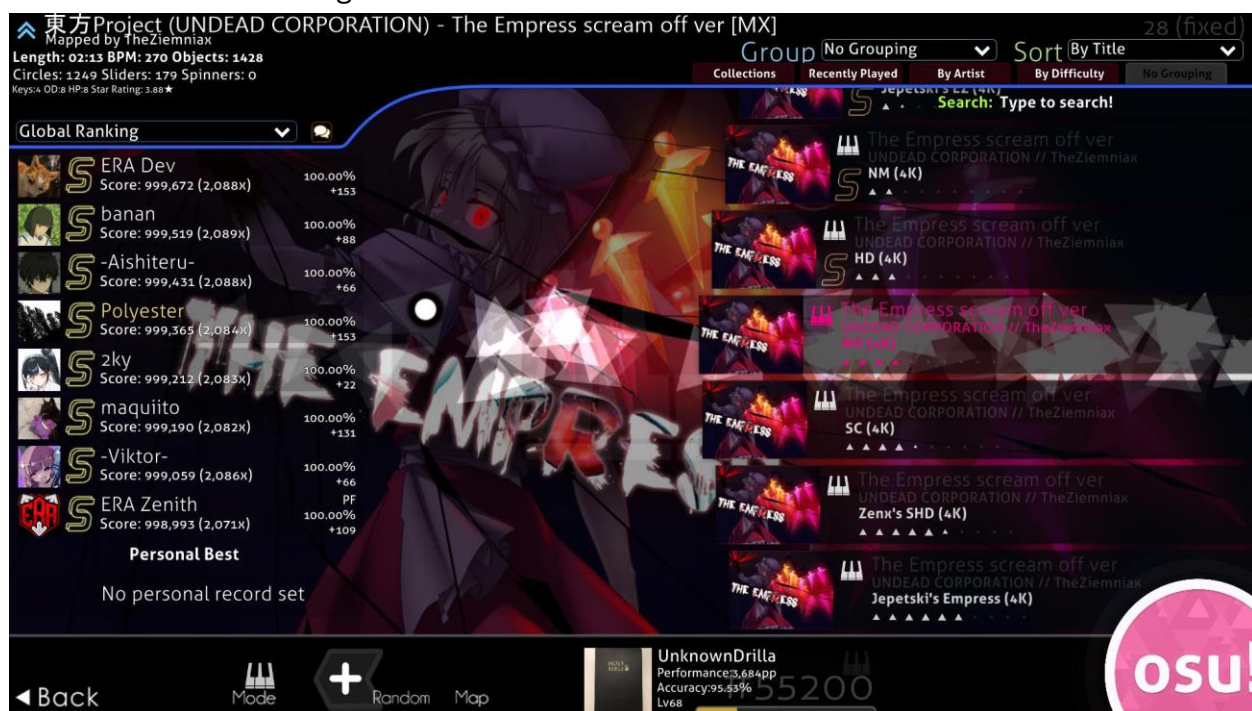 東方Project (UNDEAD CORPORATION) - The Empress scream off ver [MX]
Mapped by TheZiemniax
Length: 02:13 BPM: 270 Objects: 1428
Circles: 1249 Sliders: 179 Spinners: 0
Keys:4 OD:8 HP:8 Star Rating: 3.88★
28 (fixed)
Group No Grouping
Sort By Title
Collections
Recently Played
By Artist
By Difficulty
No Grouping
Search: Type to search!
Global Ranking
ERA Dev
Score: 999,672 (2,088x)
100.00%
+153
banan
Score: 999,519 (2,089x)
100.00%
+88
-Aishiteru-
Score: 999,431 (2,088x)
100.00%
+66
Polyester
Score: 999,365 (2,084x)
100.00%
+153
2ky
Score: 999,212 (2,083x)
100.00%
+22
maquiito
Score: 999,190 (2,082x)
100.00%
+131
-Viktor-
Score: 999,059 (2,086x)
100.00%
+66
ERA Zenith
Score: 998,993 (2,071x)
PF
100.00%
+109
Personal Best
No personal record set
THE EMPRESS
Jepetski's EZ (4K)
The Empress scream off ver
UNDEAD CORPORATION // TheZiemniax
NM (4K)
The Empress scream off ver
UNDEAD CORPORATION // TheZiemniax
HD (4K)
The Empress scream off ver
UNDEAD CORPORATION // TheZiemniax
MX (4K)
The Empress scream off ver
UNDEAD CORPORATION // TheZiemniax
SC (4K)
The Empress scream off ver
UNDEAD CORPORATION // TheZiemniax
Zenx's SHD (4K)
The Empress scream off ver
UNDEAD CORPORATION // TheZiemniax
Jepetski's Empress (4K)
Back
Mode
Random
Map
HOLY BIBLE
UnknownDrilla
Performance:3,684pp
Accuracy:95.53%
Lv68
#55200
osu!